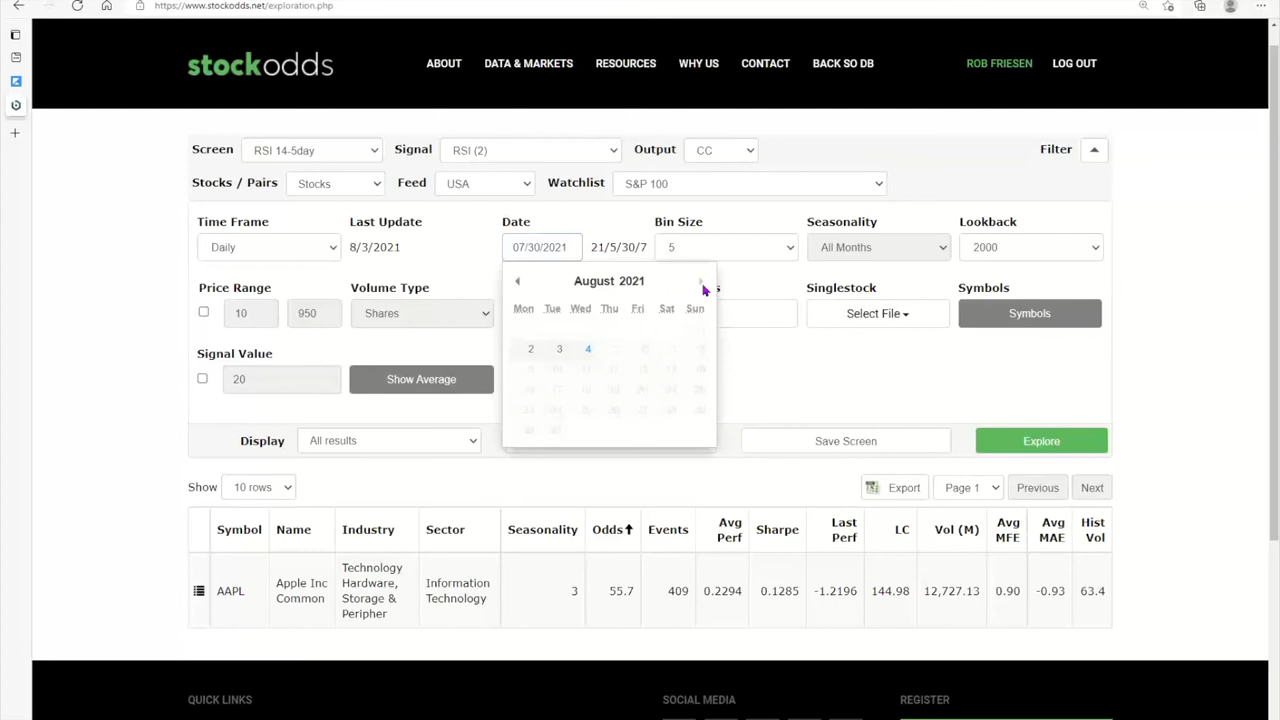 https://www.stockodds.net/exploration.php
stockodds ABOUT DATA & MARKETS RESOURCES WHY US CONTACT BACK SO DB ROB FRIESEN LOG OUT
Screen RSI 14-5day Signal RSI (2) Output CC Filter
Stocks / Pairs Stocks Feed USA Watchlist S&P 100
Time Frame Last Update Date Bin Size Seasonality Lookback
Daily 8/3/2021 07/30/2021 21/5/30/7 5 All Months 2000
August 2021
Price Range Volume Type Singlestock Symbols
10 950 Shares Select File Symbols
Mon Tue Wed Thu Fri Sat Sun
2 3 4
Signal Value
20 Show Average
Display All results Save Screen Explore
Show 10 rows Export Page 1 Previous Next
Symbol Name Industry Sector Seasonality Odds Events Avg Perf Sharpe Last Perf LC Vol (M) Avg MFE Avg MAE Hist Vol
AAPL Apple Inc Common Technology Hardware, Storage & Peripher Information Technology 3 55.7 409 0.2294 0.1285 -1.2196 144.98 12,727.13 0.90 -0.93 63.4
QUICK LINKS SOCIAL MEDIA REGISTER